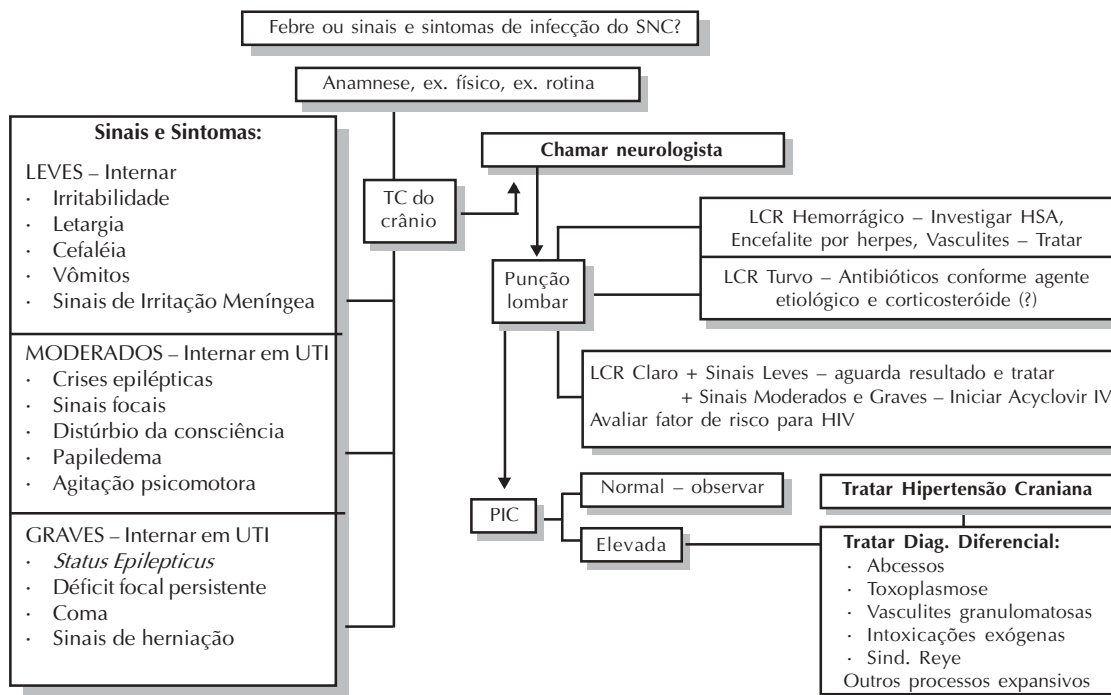 Febre ou sinais e sintomas de infecção do SNC?
Anamnese, ex. físico, ex. rotina
Sinais e Sintomas:
LEVES – Internar
· Irritabilidade
· Letargia
· Cefaléia
· Vômitos
· Sinais de Irritação Meníngea
MODERADOS – Internar em UTI
· Crises epilépticas
· Sinais focais
· Distúrbio da consciência
· Papiledema
· Agitação psicomotora
GRAVES – Internar em UTI
· Status Epilepticus
· Déficit focal persistente
· Coma
· Sinais de herniação
TC do
crânio
Chamar neurologista
Punção
lombar
LCR Hemorrágico – Investigar HSA,
Encefalite por herpes, Vasculites – Tratar
LCR Turvo – Antibióticos conforme agente
etiológico e corticosteróide (?)
LCR Claro + Sinais Leves – aguarda resultado e tratar
+ Sinais Moderados e Graves – Iniciar Acyclovir IV
Avaliar fator de risco para HIV
PIC
Normal – observar
Elevada
Tratar Hipertensão Craniana
Tratar Diag. Diferencial:
· Abcessos
· Toxoplasmose
· Vasculites granulomatosas
· Intoxicações exógenas
· Sind. Reye
Outros processos expansivos